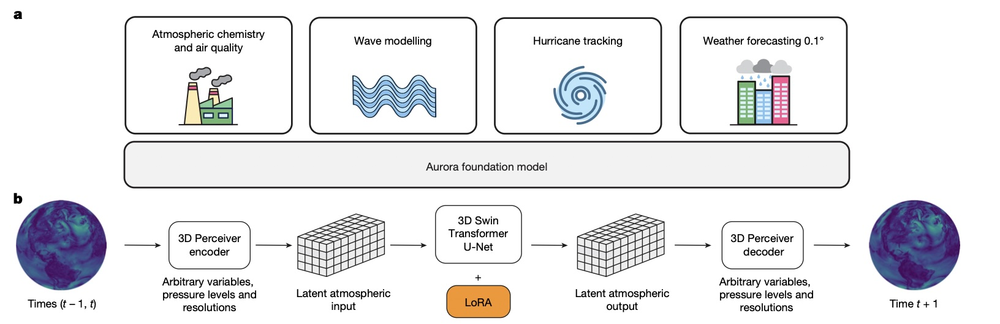 a
Atmospheric chemistry
and air quality
Wave modelling
Hurricane tracking
Weather forecasting 0.1°
Aurora foundation model
b
Times (t − 1, t)
3D Perceiver
encoder
Arbitrary variables,
pressure levels and
resolutions
Latent atmospheric
input
3D Swin
Transformer
U-Net
+
LoRA
Latent atmospheric
output
3D Perceiver
decoder
Arbitrary variables,
pressure levels and
resolutions
Time t + 1